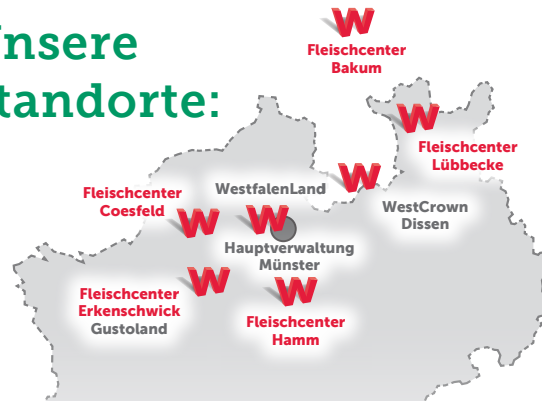 nsere
tandorte:
W
Fleischcenter
Bakum
W
Fleischcenter
Lübbecke
W
WestCrown
Dissen
WestfalenLand
W
Hauptverwaltung
Münster
Fleischcenter
Coesfeld
W
W
Fleischcenter
Erkenschwick
Gustoland
W
Fleischcenter
Hamm